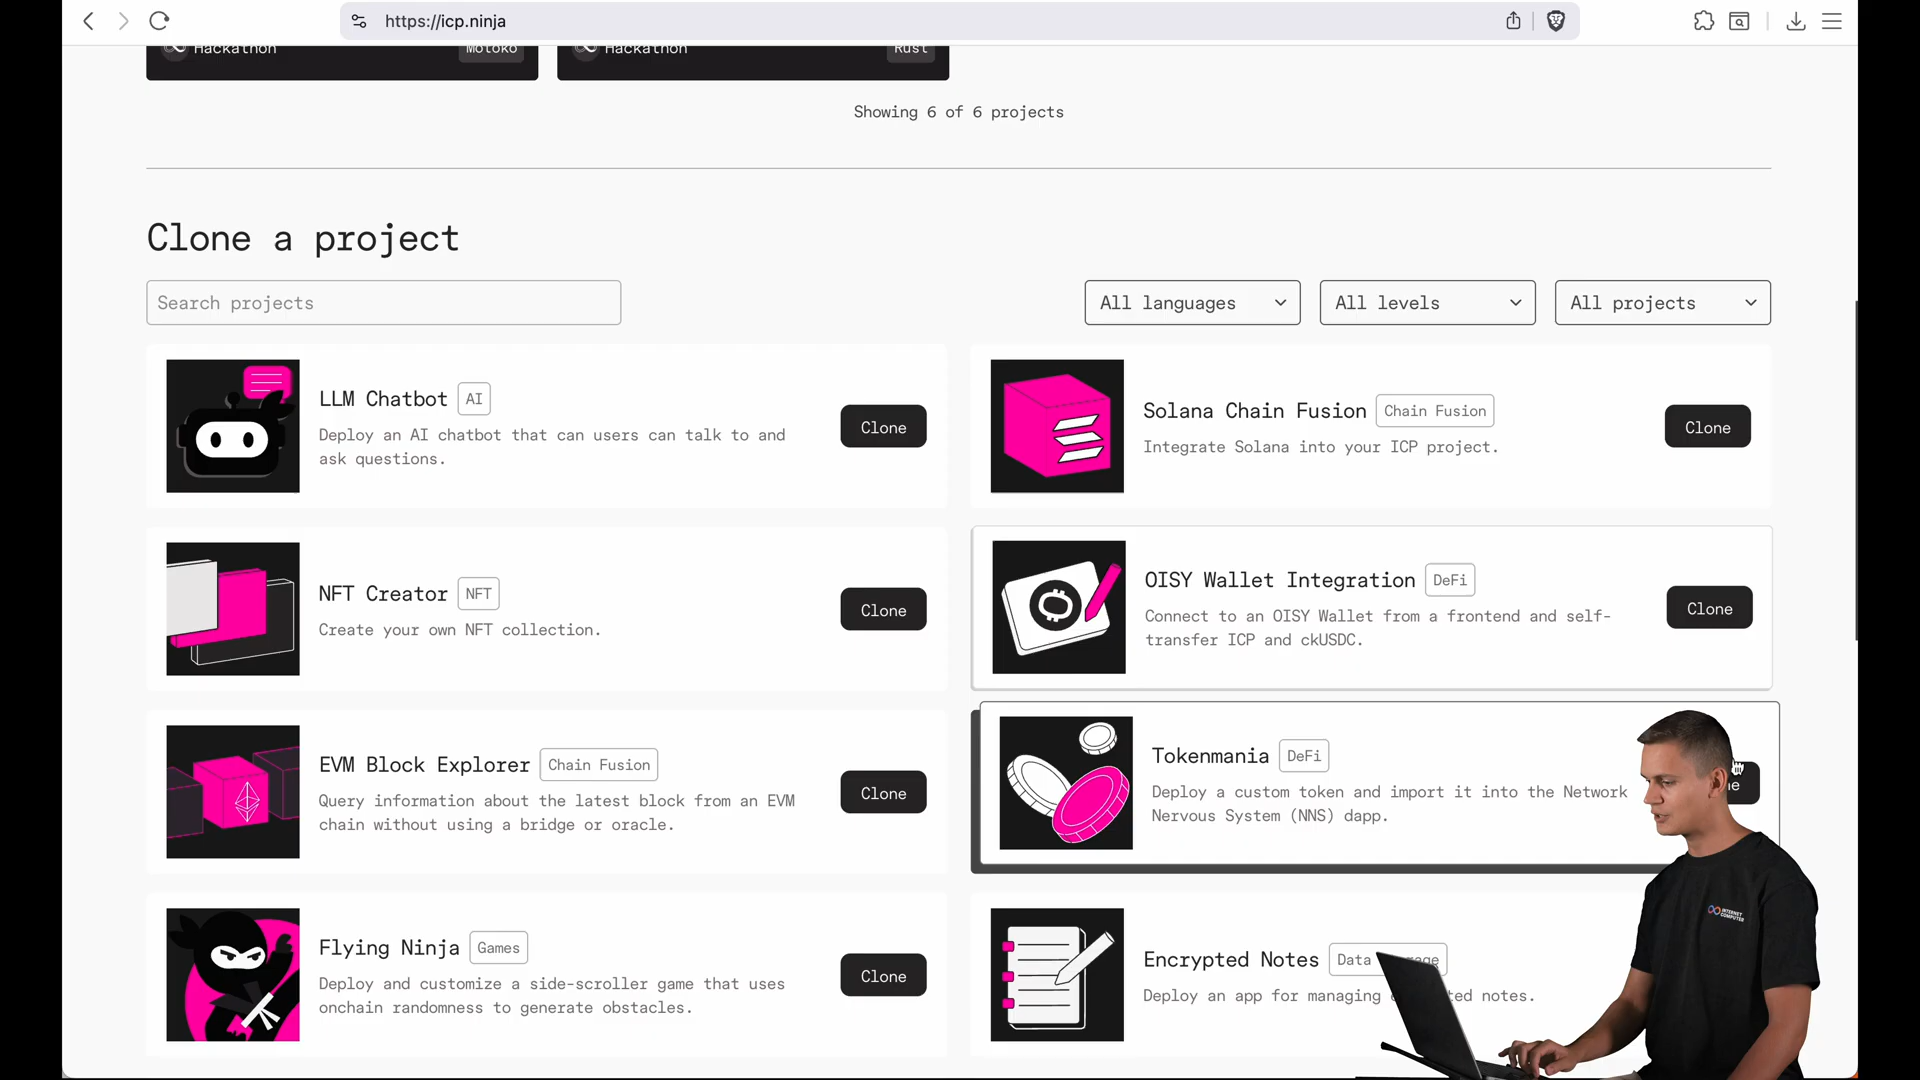 https://icp.ninja
Hackathon
Motoko
Hackathon
Rust
Showing 6 of 6 projects
Clone a project
Search projects
All languages
All levels
All projects
LLM Chatbot
AI
Deploy an AI chatbot that can users can talk to and
ask questions.
Clone
Solana Chain Fusion
Chain Fusion
Integrate Solana into your ICP project.
Clone
NFT Creator
NFT
Create your own NFT collection.
Clone
OISY Wallet Integration
DeFi
Connect to an OISY Wallet from a frontend and self-
transfer ICP and ckUSDC.
Clone
EVM Block Explorer
Chain Fusion
Query information about the latest block from an EVM
chain without using a bridge or oracle.
Clone
Tokenmania
DeFi
Deploy a custom token and import it into the Network
Nervous System (NNS) dapp.
Flying Ninja
Games
Deploy and customize a side-scroller game that uses
onchain randomness to generate obstacles.
Clone
Encrypted Notes
Data
Deploy an app for managing notes.
INTERNET
COMPUTER